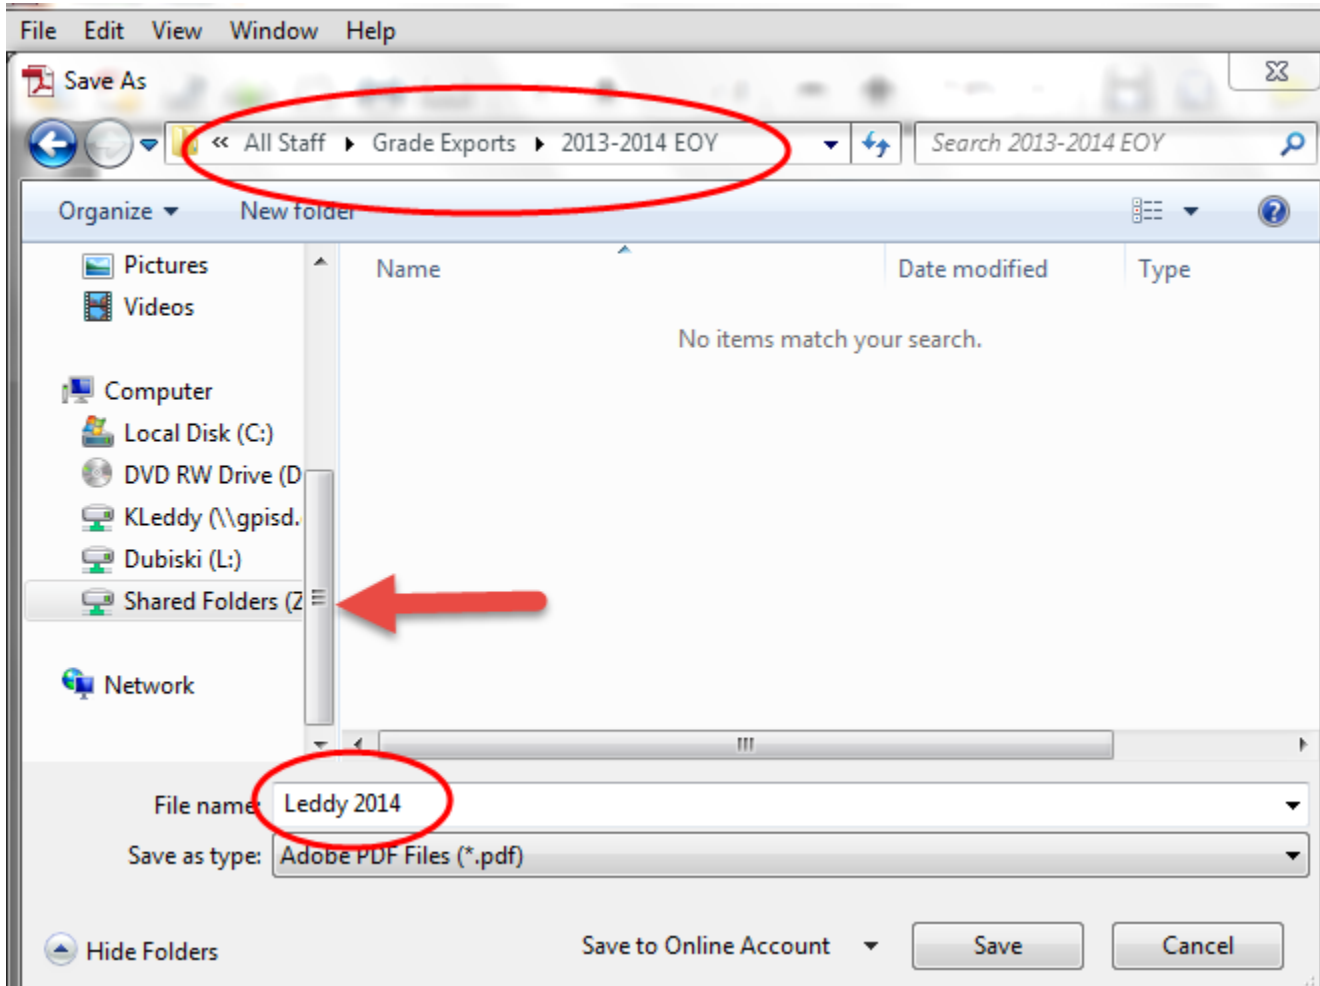 File Edit View Window Help
Save As
« All Staff Grade Exports 2013-2014 EOY Search 2013-2014 EOY
Organize New folder
Pictures Name Date modified Type
Videos
No items match your search.
Computer
Local Disk (C:)
DVD RW Drive (D
KLeddy (\\gpisd.
Dubiski (L:)
Shared Folders (Z
Network
File name: Leddy 2014
Save as type: Adobe PDF Files (*.pdf)
Hide Folders Save to Online Account Save Cancel